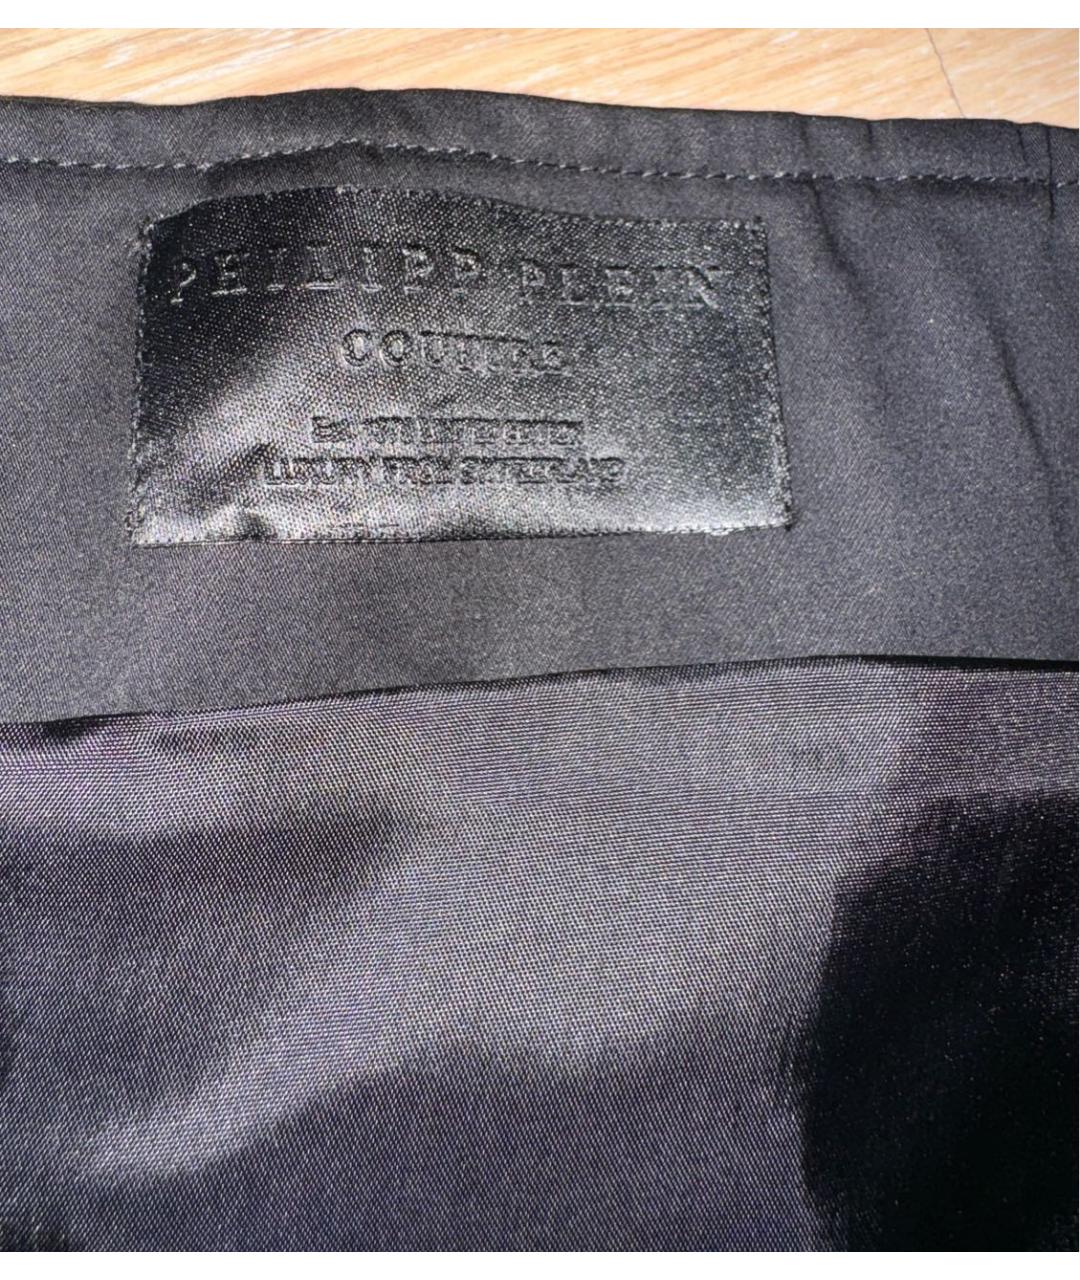 PHILIPP PLEIN
COUTURE
LUXURY FROM SWITZERLAND